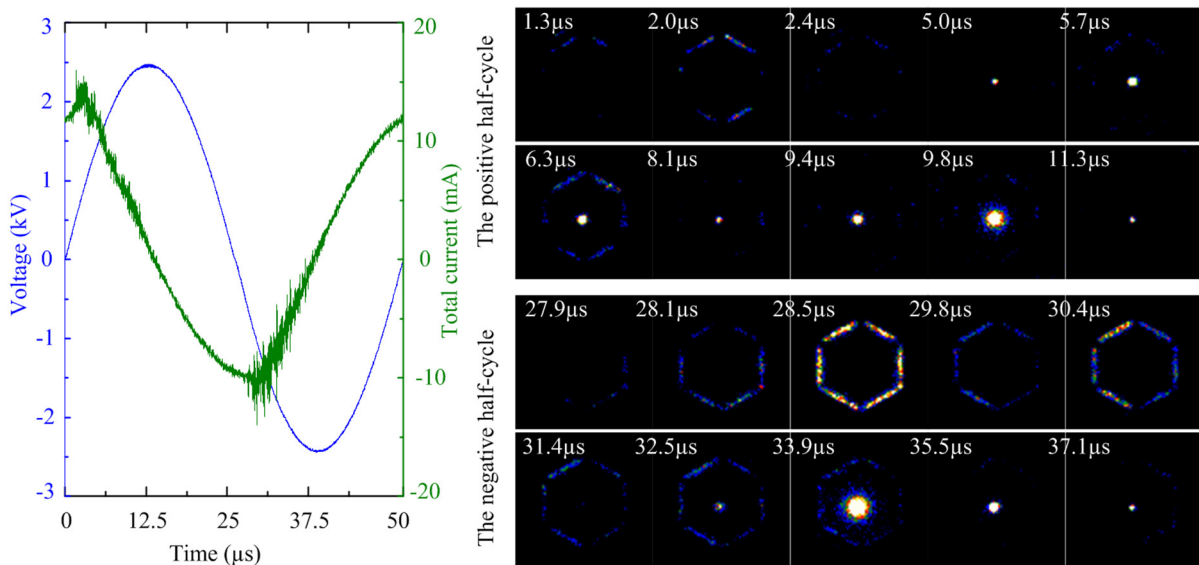 3
2
1
0
-1
-2
-3
Voltage (kV)
20
10
0
-10
-20
Total current (mA)
0
12.5
25
37.5
50
Time (µs)
The positive half-cycle
1.3µs
2.0µs
2.4µs
5.0µs
5.7µs
6.3µs
8.1µs
9.4µs
9.8µs
11.3µs
The negative half-cycle
27.9µs
28.1µs
28.5µs
29.8µs
30.4µs
31.4µs
32.5µs
33.9µs
35.5µs
37.1µs